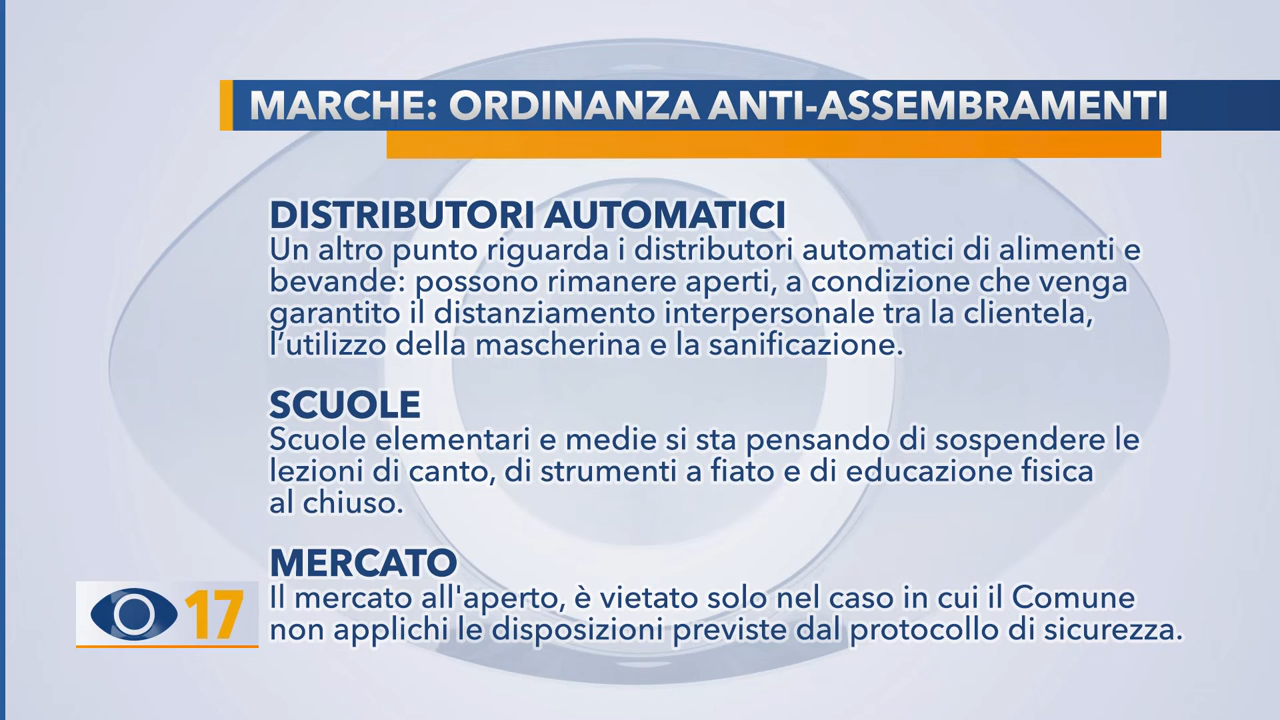 MARCHE: ORDINANZA ANTI-ASSEMBRAMENTI
DISTRIBUTORI AUTOMATICI
Un altro punto riguarda i distributori automatici di alimenti e
bevande: possono rimanere aperti, a condizione che venga
garantito il distanziamento interpersonale tra la clientela,
l’utilizzo della mascherina e la sanificazione.
SCUOLE
Scuole elementari e medie si sta pensando di sospendere le
lezioni di canto, di strumenti a fiato e di educazione fisica
al chiuso.
MERCATO
Il mercato all'aperto, è vietato solo nel caso in cui il Comune
non applichi le disposizioni previste dal protocollo di sicurezza.
17